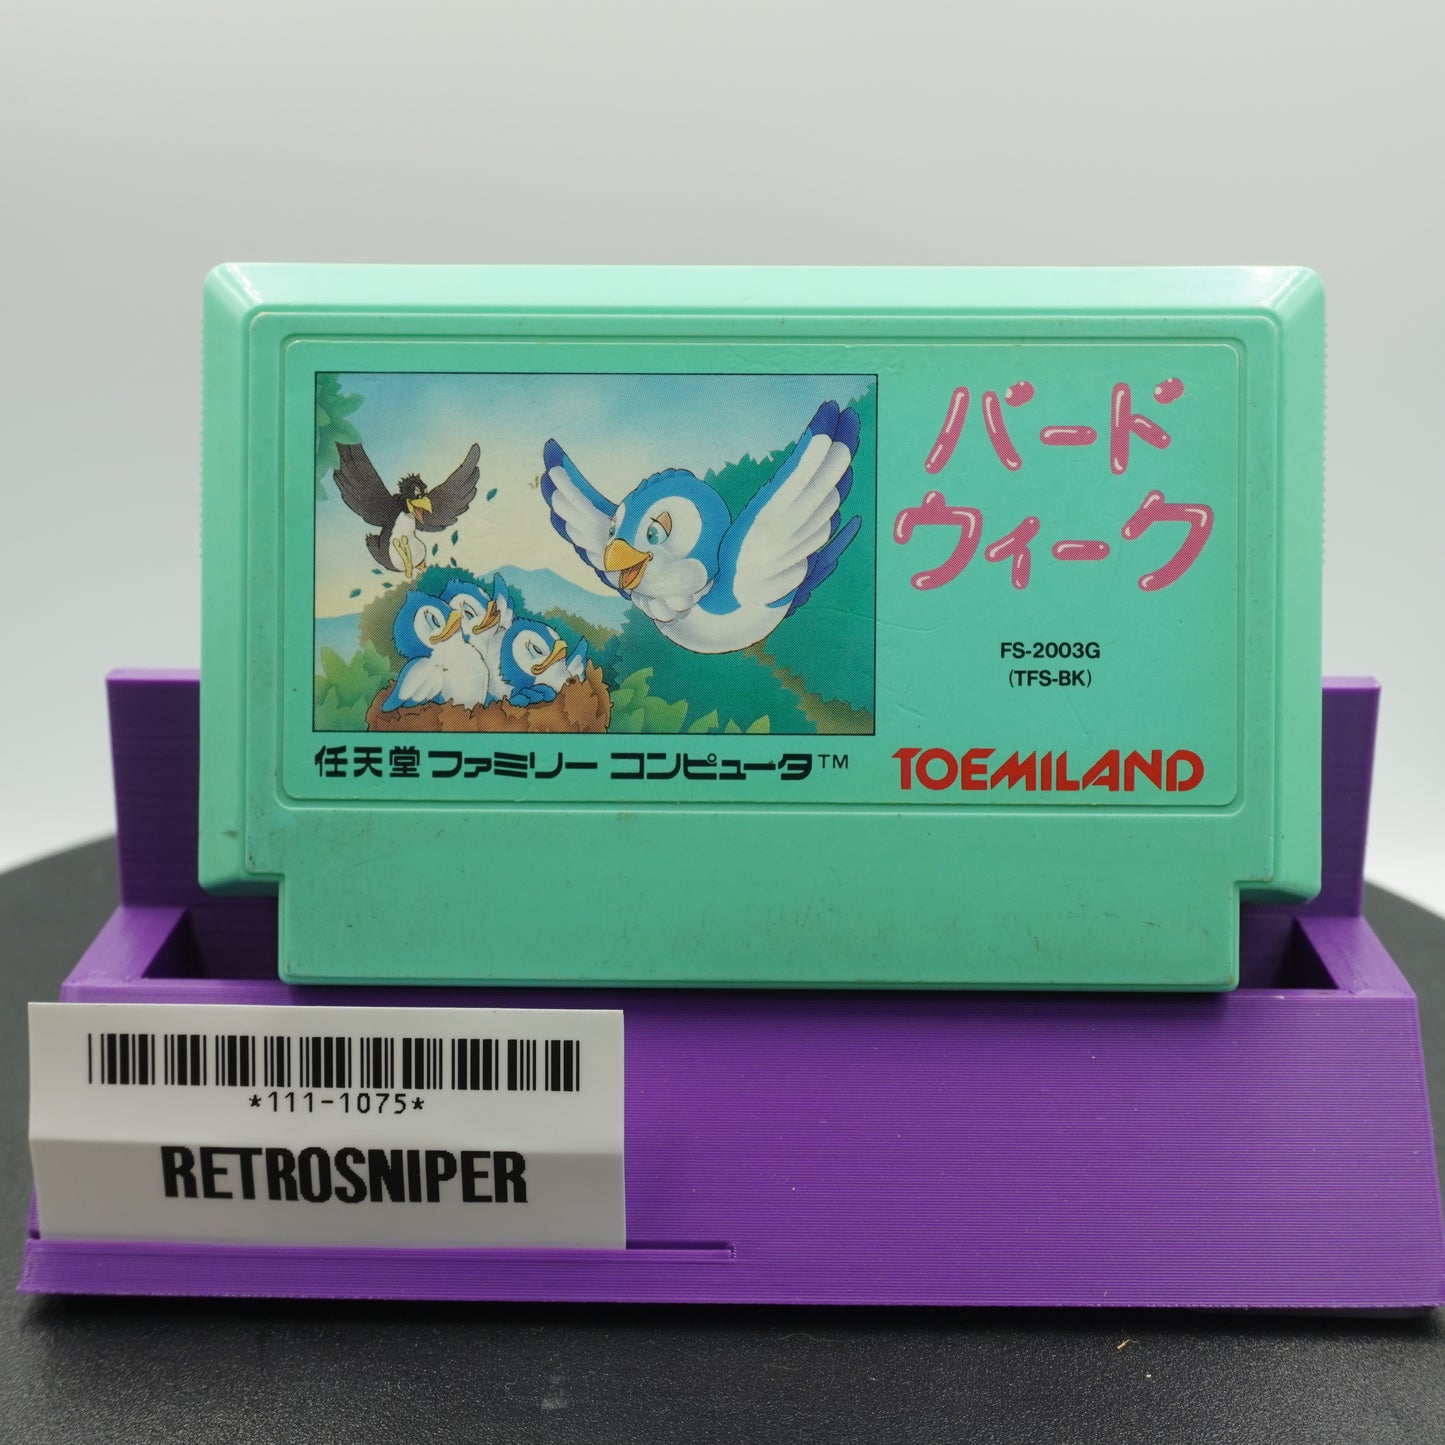 バード
ウィーク
FS-2003G
(TFS-BK)
任天堂ファミリー コンピュータ™
TOEMILAND
*111-1075*
RETROSNIPER